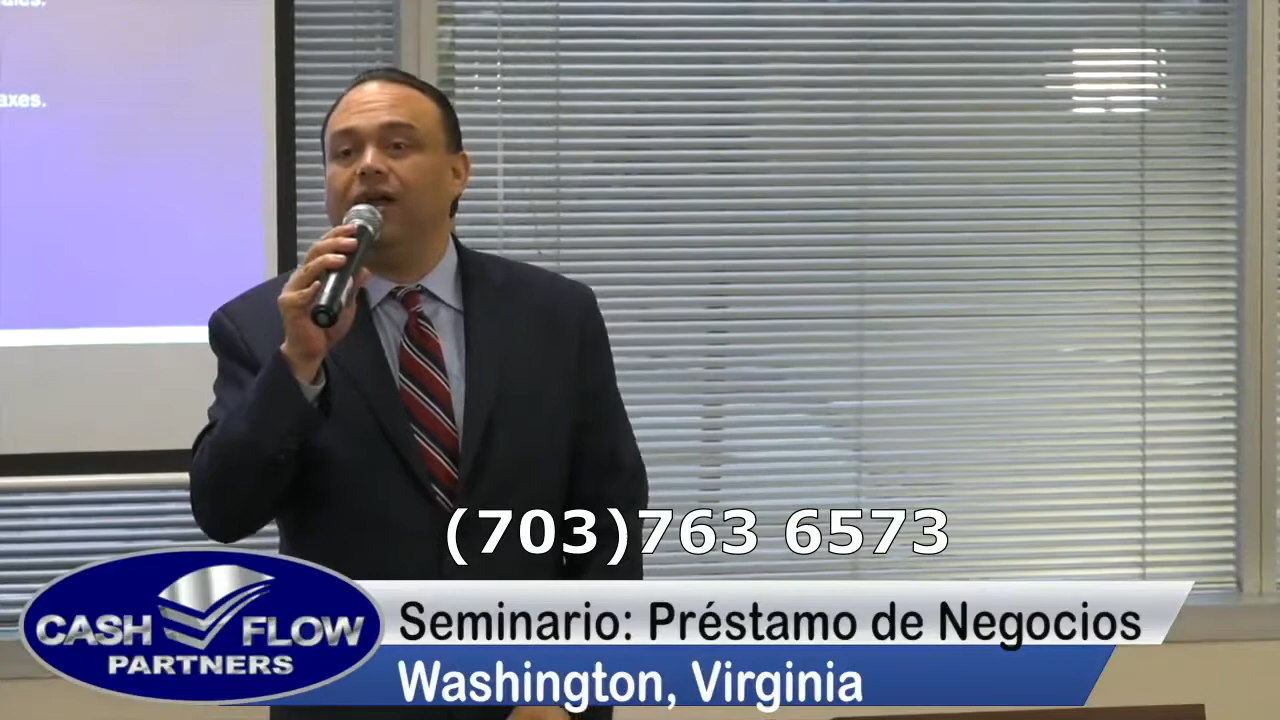 axes.
(703)763 6573
CASH FLOW
PARTNERS
Seminario: Préstamo de Negocios
Washington, Virginia